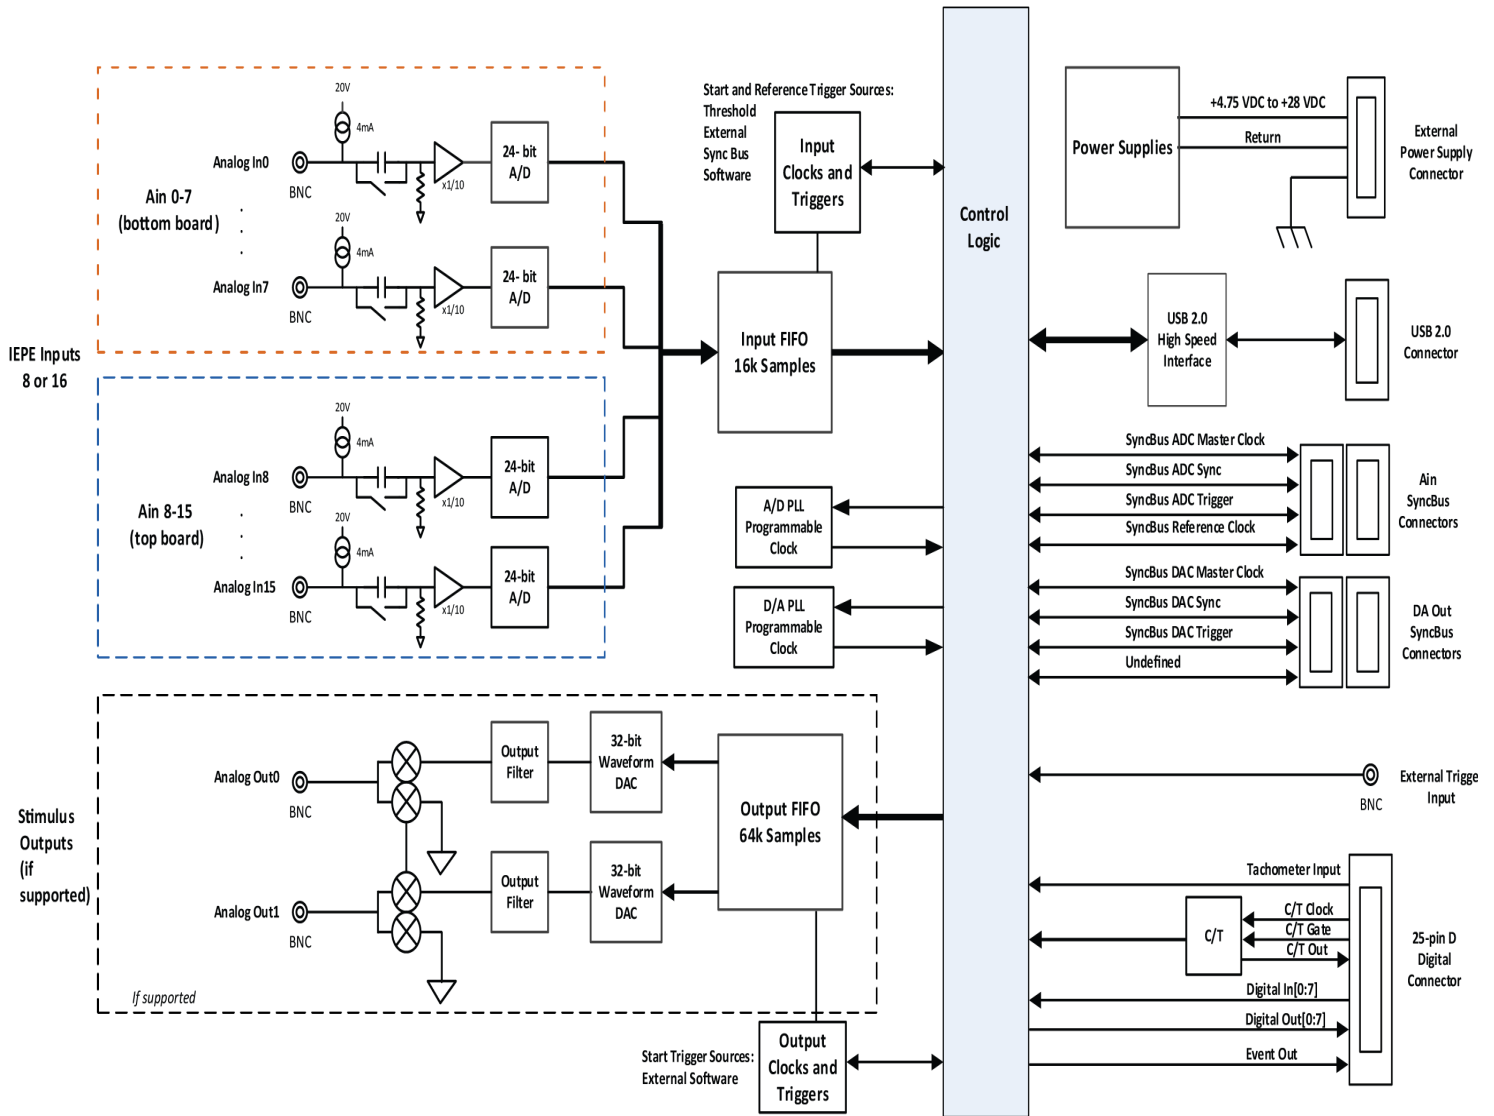 IEPE Inputs
8 or 16
Ain 0-7
(bottom board)
.
.
.
20V
4mA
Analog In0
BNC
x1/10
24- bit
A/D
20V
4mA
Analog In7
BNC
x1/10
24- bit
A/D
Ain 8-15
(top board)
.
.
.
.
20V
4mA
Analog In8
BNC
x1/10
24-bit
A/D
20V
4mA
Analog In15
BNC
x1/10
24-bit
A/D
Start and Reference Trigger Sources:
Threshold
External
Sync Bus
Software
Input
Clocks and
Triggers
Input FIFO
16k Samples
A/D PLL
Programmable
Clock
D/A PLL
Programmable
Clock
Control
Logic
Power Supplies
+4.75 VDC to +28 VDC
Return
External
Power Supply
Connector
USB 2.0
High Speed
Interface
USB 2.0
Connector
SyncBus ADC Master Clock
SyncBus ADC Sync
SyncBus ADC Trigger
SyncBus Reference Clock
Ain
SyncBus
Connectors
SyncBus DAC Master Clock
SyncBus DAC Sync
SyncBus DAC Trigger
Undefined
DA Out
SyncBus
Connectors
Stimulus
Outputs
(if
supported)
Analog Out0
BNC
Output
Filter
32-bit
Waveform
DAC
Analog Out1
BNC
Output
Filter
32-bit
Waveform
DAC
Output FIFO
64k Samples
If supported
Start Trigger Sources:
External Software
Output
Clocks and
Triggers
BNC
External Trigge
Input
Tachometer Input
C/T
C/T Clock
C/T Gate
C/T Out
Digital In[0:7]
Digital Out[0:7]
Event Out
25-pin D
Digital
Connector